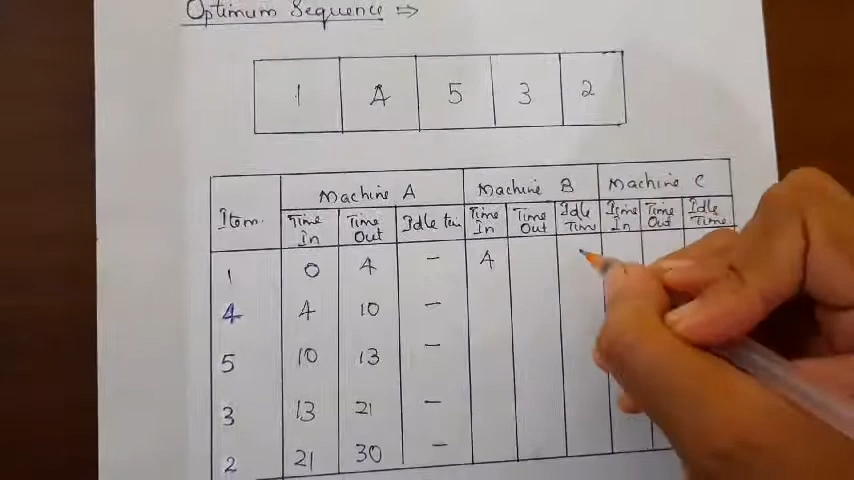 Optimum Sequence ⇒
1 4 5 3 2
Item Machine A Machine B Machine C
Time In Time Out Idle Time In Time Out Idle Time Time In Time Out Idle Time
1 0 4 - 4
4 4 10 - 
5 10 13 -
3 13 21 -
2 21 30 -